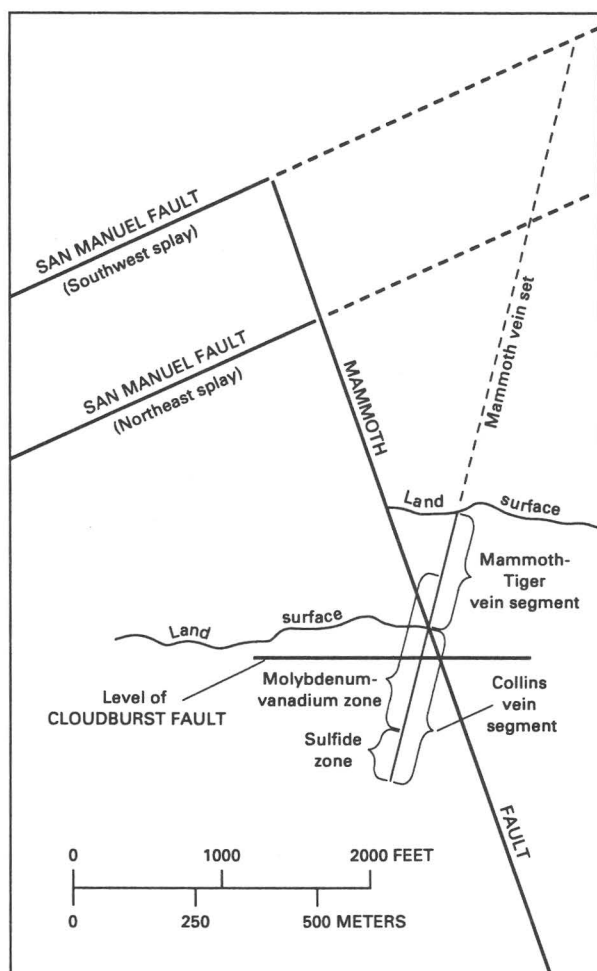 SAN MANUEL FAULT
(Southwest splay)
SAN MANUEL FAULT
(Northeast splay)
MAMMOTH
Mammoth vein set
Land surface
Mammoth-
Tiger
vein segment
Land surface
Level of
CLOUDBURST FAULT
Molybdenum-
vanadium zone
Collins
vein
segment
Sulfide
zone
FAULT
0 1000 2000 FEET
0 250 500 METERS